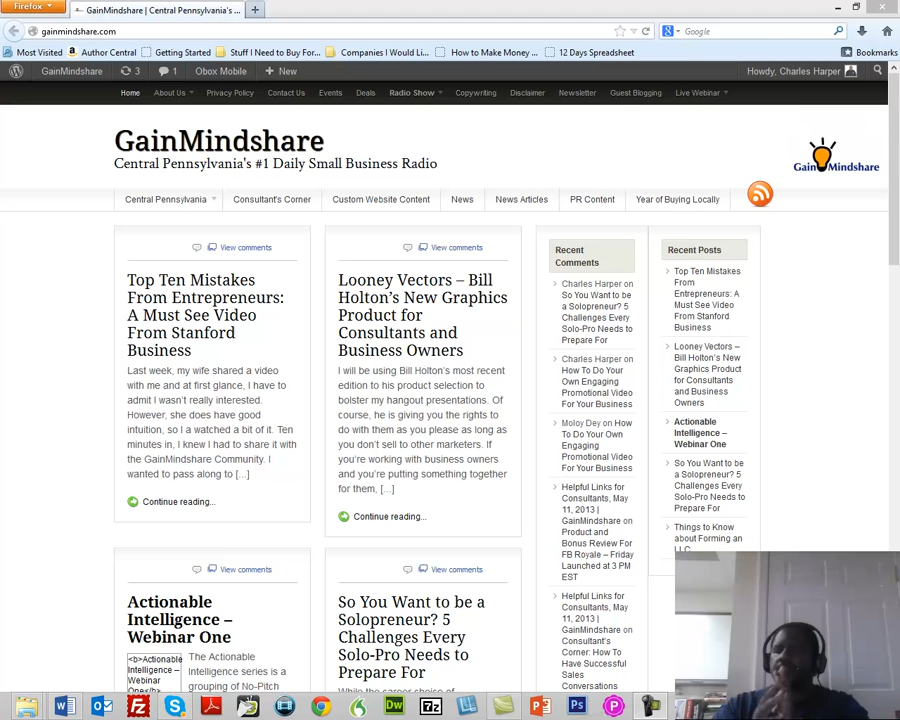 Firefox
GainMindshare | Central Pennsylvania's ...
gainmindshare.com
Google
Most Visited
Author Central
Getting Started
Stuff I Need to Buy For...
Companies I Would Li...
How to Make Money ...
12 Days Spreadsheet
Bookmarks
GainMindshare
3
1
Obox Mobile
New
Howdy, Charles Harper
Home
About Us
Privacy Policy
Contact Us
Events
Deals
Radio Show
Copywriting
Disclaimer
Newsletter
Guest Blogging
Live Webinar
GainMindshare
Central Pennsylvania's #1 Daily Small Business Radio
Gain Mindshare
Central Pennsylvania
Consultant's Corner
Custom Website Content
News
News Articles
PR Content
Year of Buying Locally
View comments
Top Ten Mistakes
From Entrepreneurs:
A Must See Video
From Stanford
Business
Last week, my wife shared a video
with me and at first glance, I have to
admit I wasn't really interested.
However, she does have good
intuition, so I watched a bit of it. Ten
minutes in, I knew I had to share it with
the GainMindshare Community. I
wanted to pass along to [...]
Continue reading...
View comments
Looney Vectors – Bill
Holton's New Graphics
Product for
Consultants and
Business Owners
I will be using Bill Holton's most recent
edition to his product selection to
bolster my hangout presentations. Of
course, he is giving you the rights to
do with them as you please as long as
you don't sell to other marketers. If
you're working with business owners
and you're putting something together
for them, [...]
Continue reading...
Recent
Comments
Charles Harper on
So You Want to be
a Solopreneur? 5
Challenges Every
Solo-Pro Needs to
Prepare For
Charles Harper on
How To Do Your
Own Engaging
Promotional Video
For Your Business
Moloy Dey on How
To Do Your Own
Engaging
Promotional Video
For Your Business
Helpful Links for
Consultants, May
11, 2013 |
GainMindshare on
Product and
Bonus Review For
FB Royale – Friday
Launched at 3 PM
EST
Helpful Links for
Consultants, May
11, 2013 |
GainMindshare on
Consultant's
Corner: How To
Have Successful
Sales
Conversations
Recent Posts
Top Ten Mistakes
From
Entrepreneurs: A
Must See Video
From Stanford
Business
Looney Vectors –
Bill Holton's New
Graphics Product
for Consultants
and Business
Owners
Actionable
Intelligence –
Webinar One
So You Want to be
a Solopreneur? 5
Challenges Every
Solo-Pro Needs to
Prepare For
Things to Know
about Forming an
LLC
View comments
Actionable
Intelligence –
Webinar One
<b>Actionable
Intelligence –
Webinar
One</b>
The Actionable
Intelligence series is a
grouping of No-Pitch
View comments
So You Want to be a
Solopreneur? 5
Challenges Every
Solo-Pro Needs to
Prepare For
While the career choice of